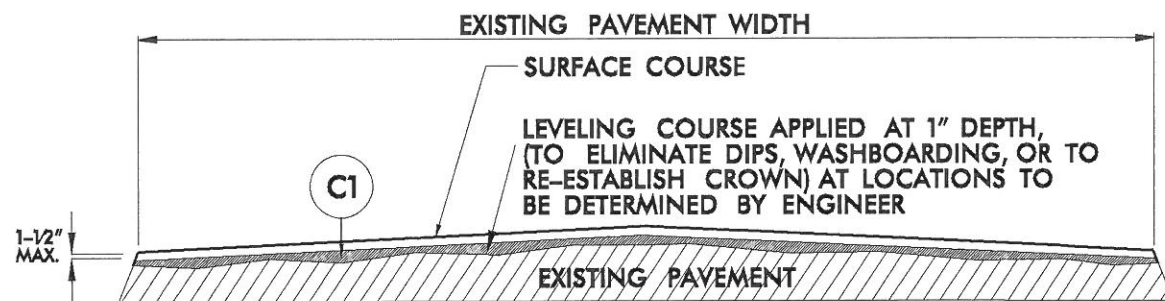 EXISTING PAVEMENT WIDTH
SURFACE COURSE
LEVELING COURSE APPLIED AT 1" DEPTH,
(TO ELIMINATE DIPS, WASHBOARDING, OR TO
RE-ESTABLISH CROWN) AT LOCATIONS TO
BE DETERMINED BY ENGINEER
C1
1-1/2"
MAX.
EXISTING PAVEMENT